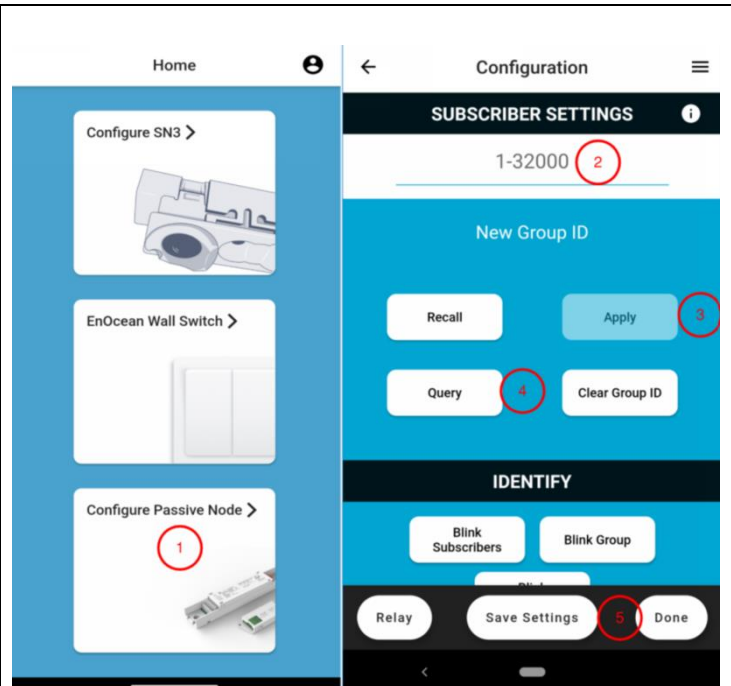 Home
Configure SN3
EnOcean Wall Switch
Configure Passive Node
1
Configuration
SUBSCRIBER SETTINGS
i
1-32000
2
New Group ID
Recall
Apply
3
Query
4
Clear Group ID
IDENTIFY
Blink
Subscribers
Blink Group
Relay
Save Settings
5
Done